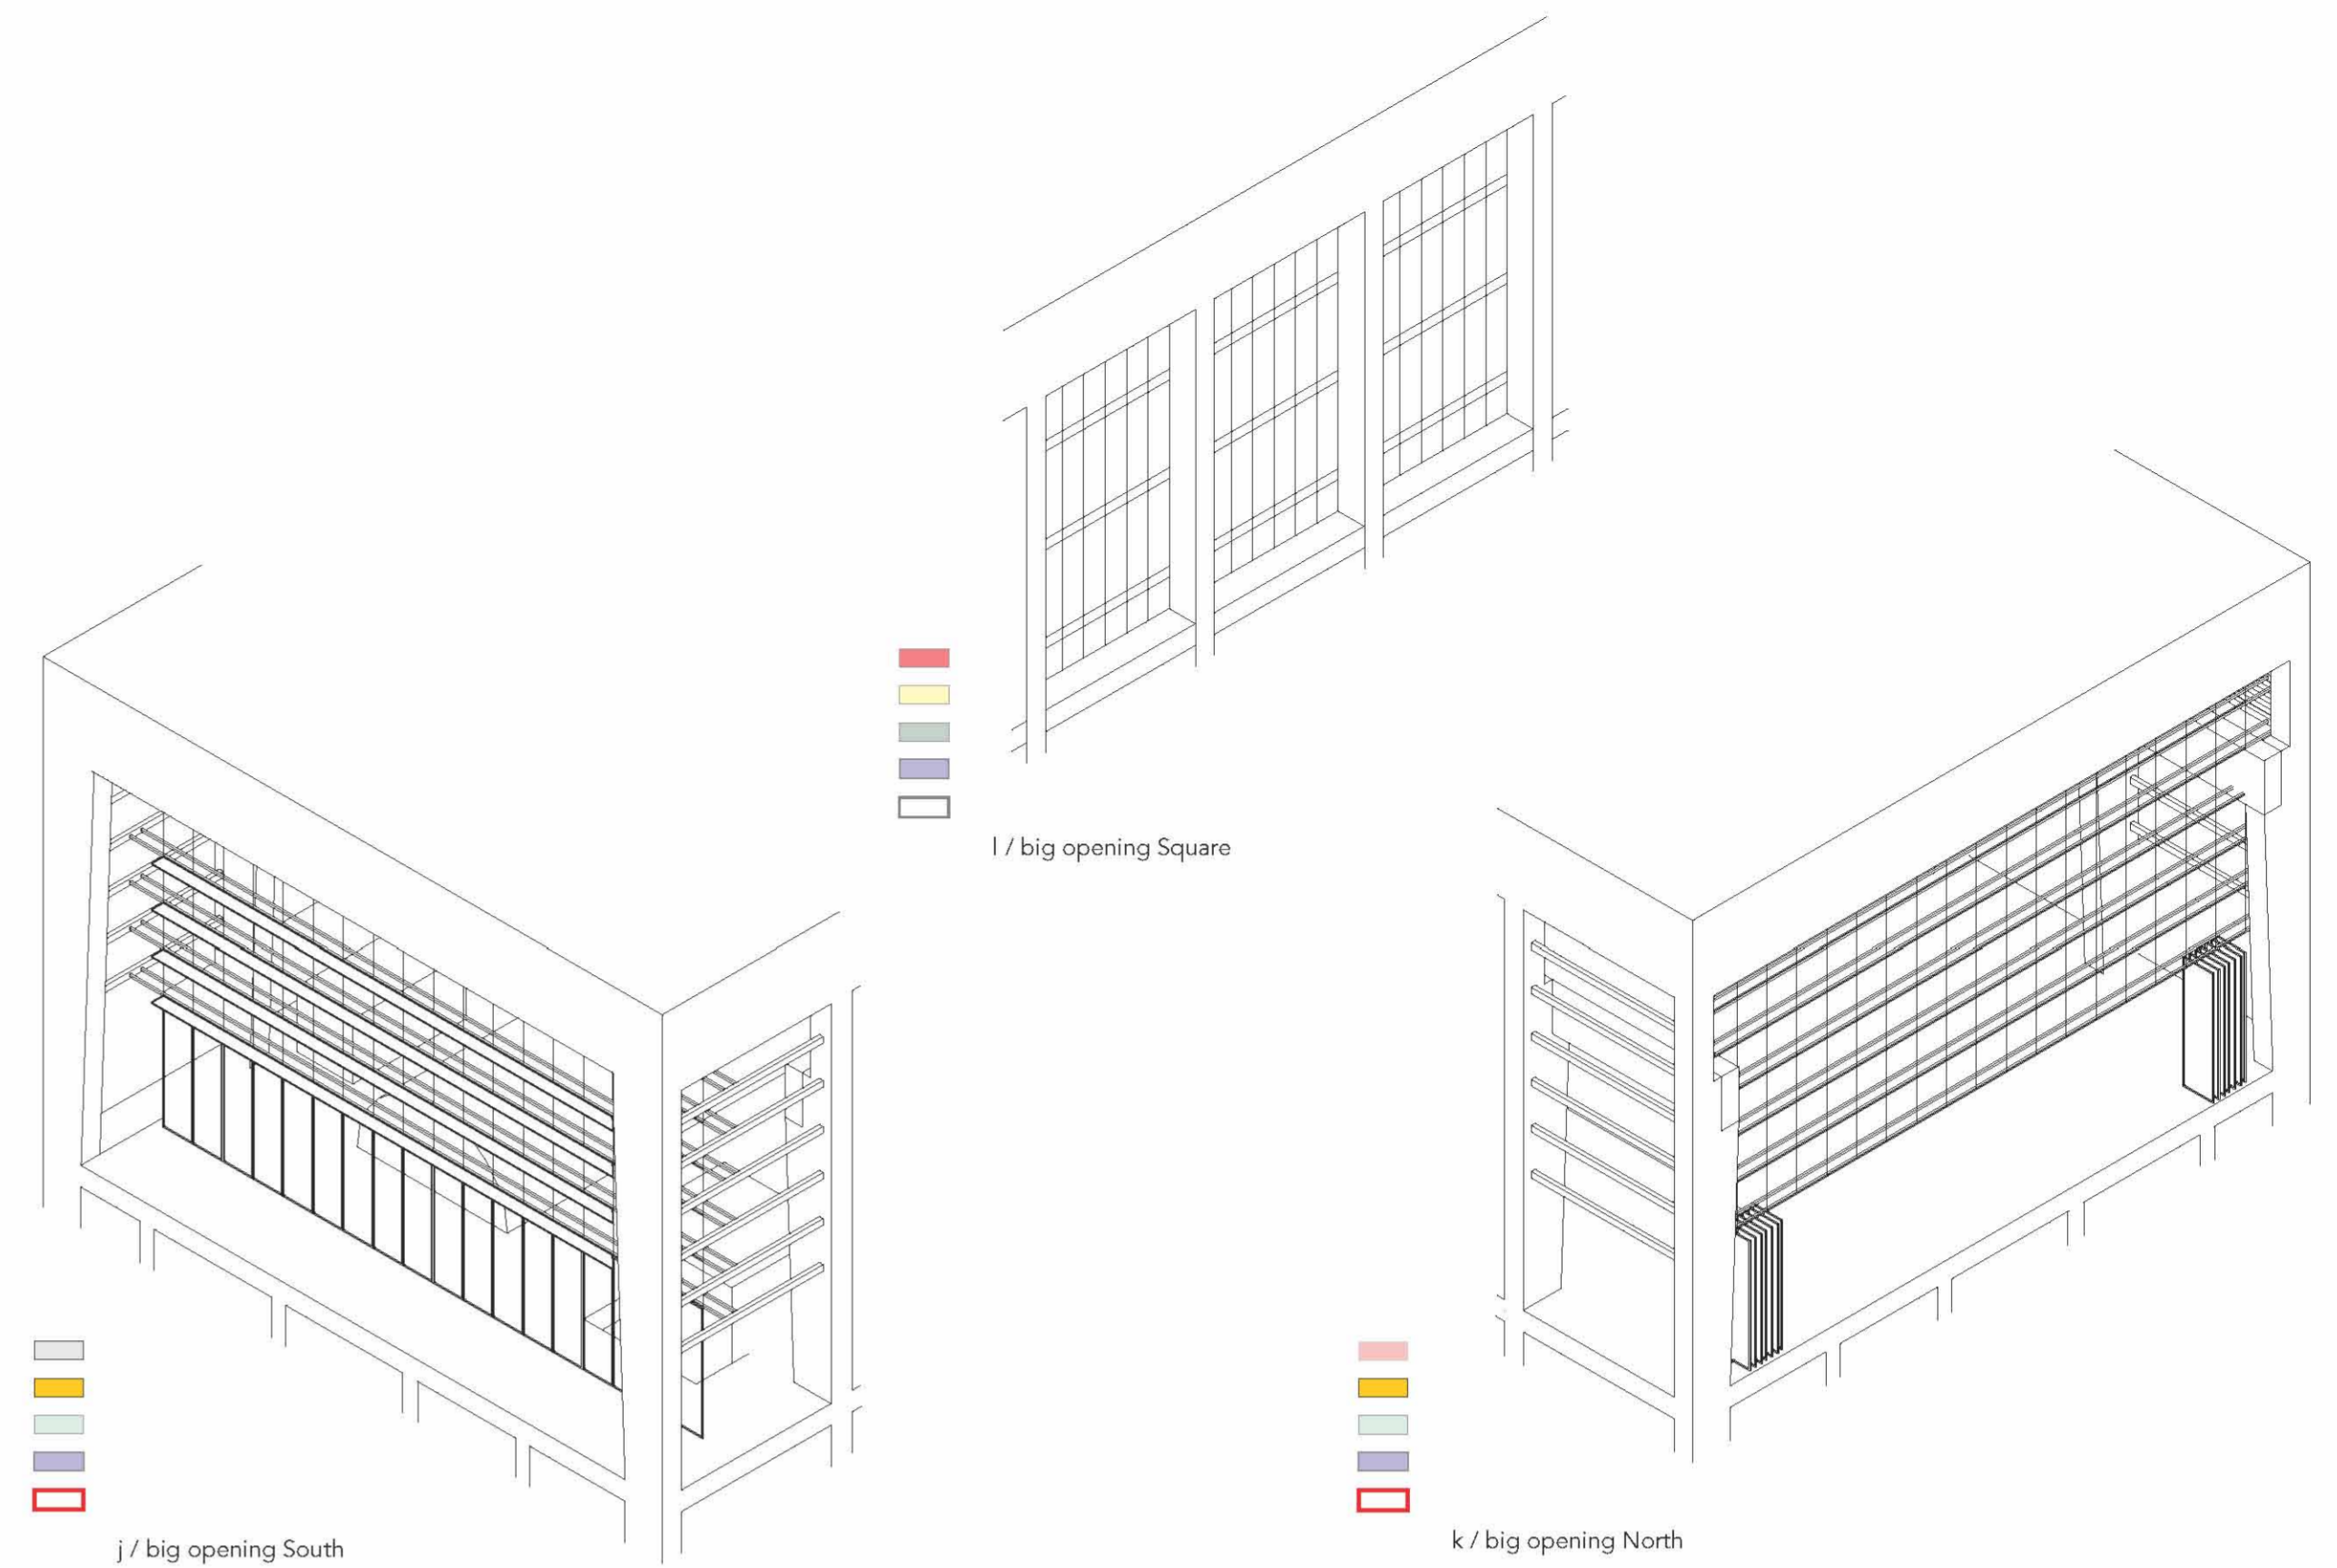 l / big opening Square
j / big opening South
k / big opening North